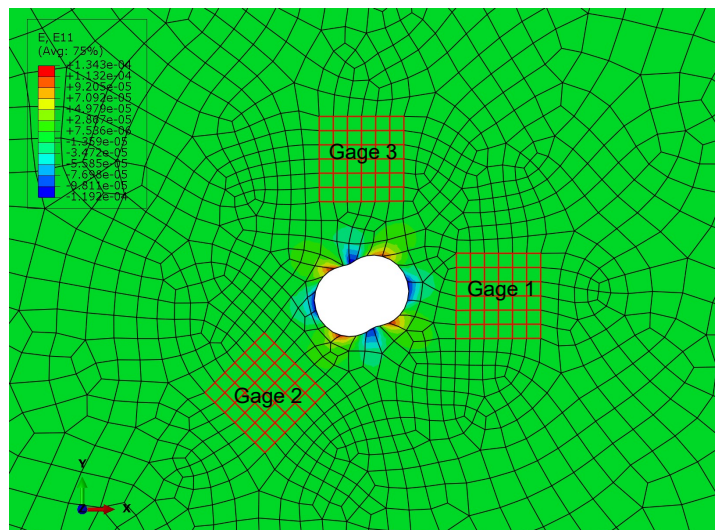 E, E11
(Avg: 75%)
+1.343e-04
+1.132e-04
+9.205e-05
+7.092e-05
+4.979e-05
+2.867e-05
+7.536e-06
-1.359e-05
-3.472e-05
-5.585e-05
-7.698e-05
-9.811e-05
-1.192e-04
Gage 3
Gage 1
Gage 2
Y
X